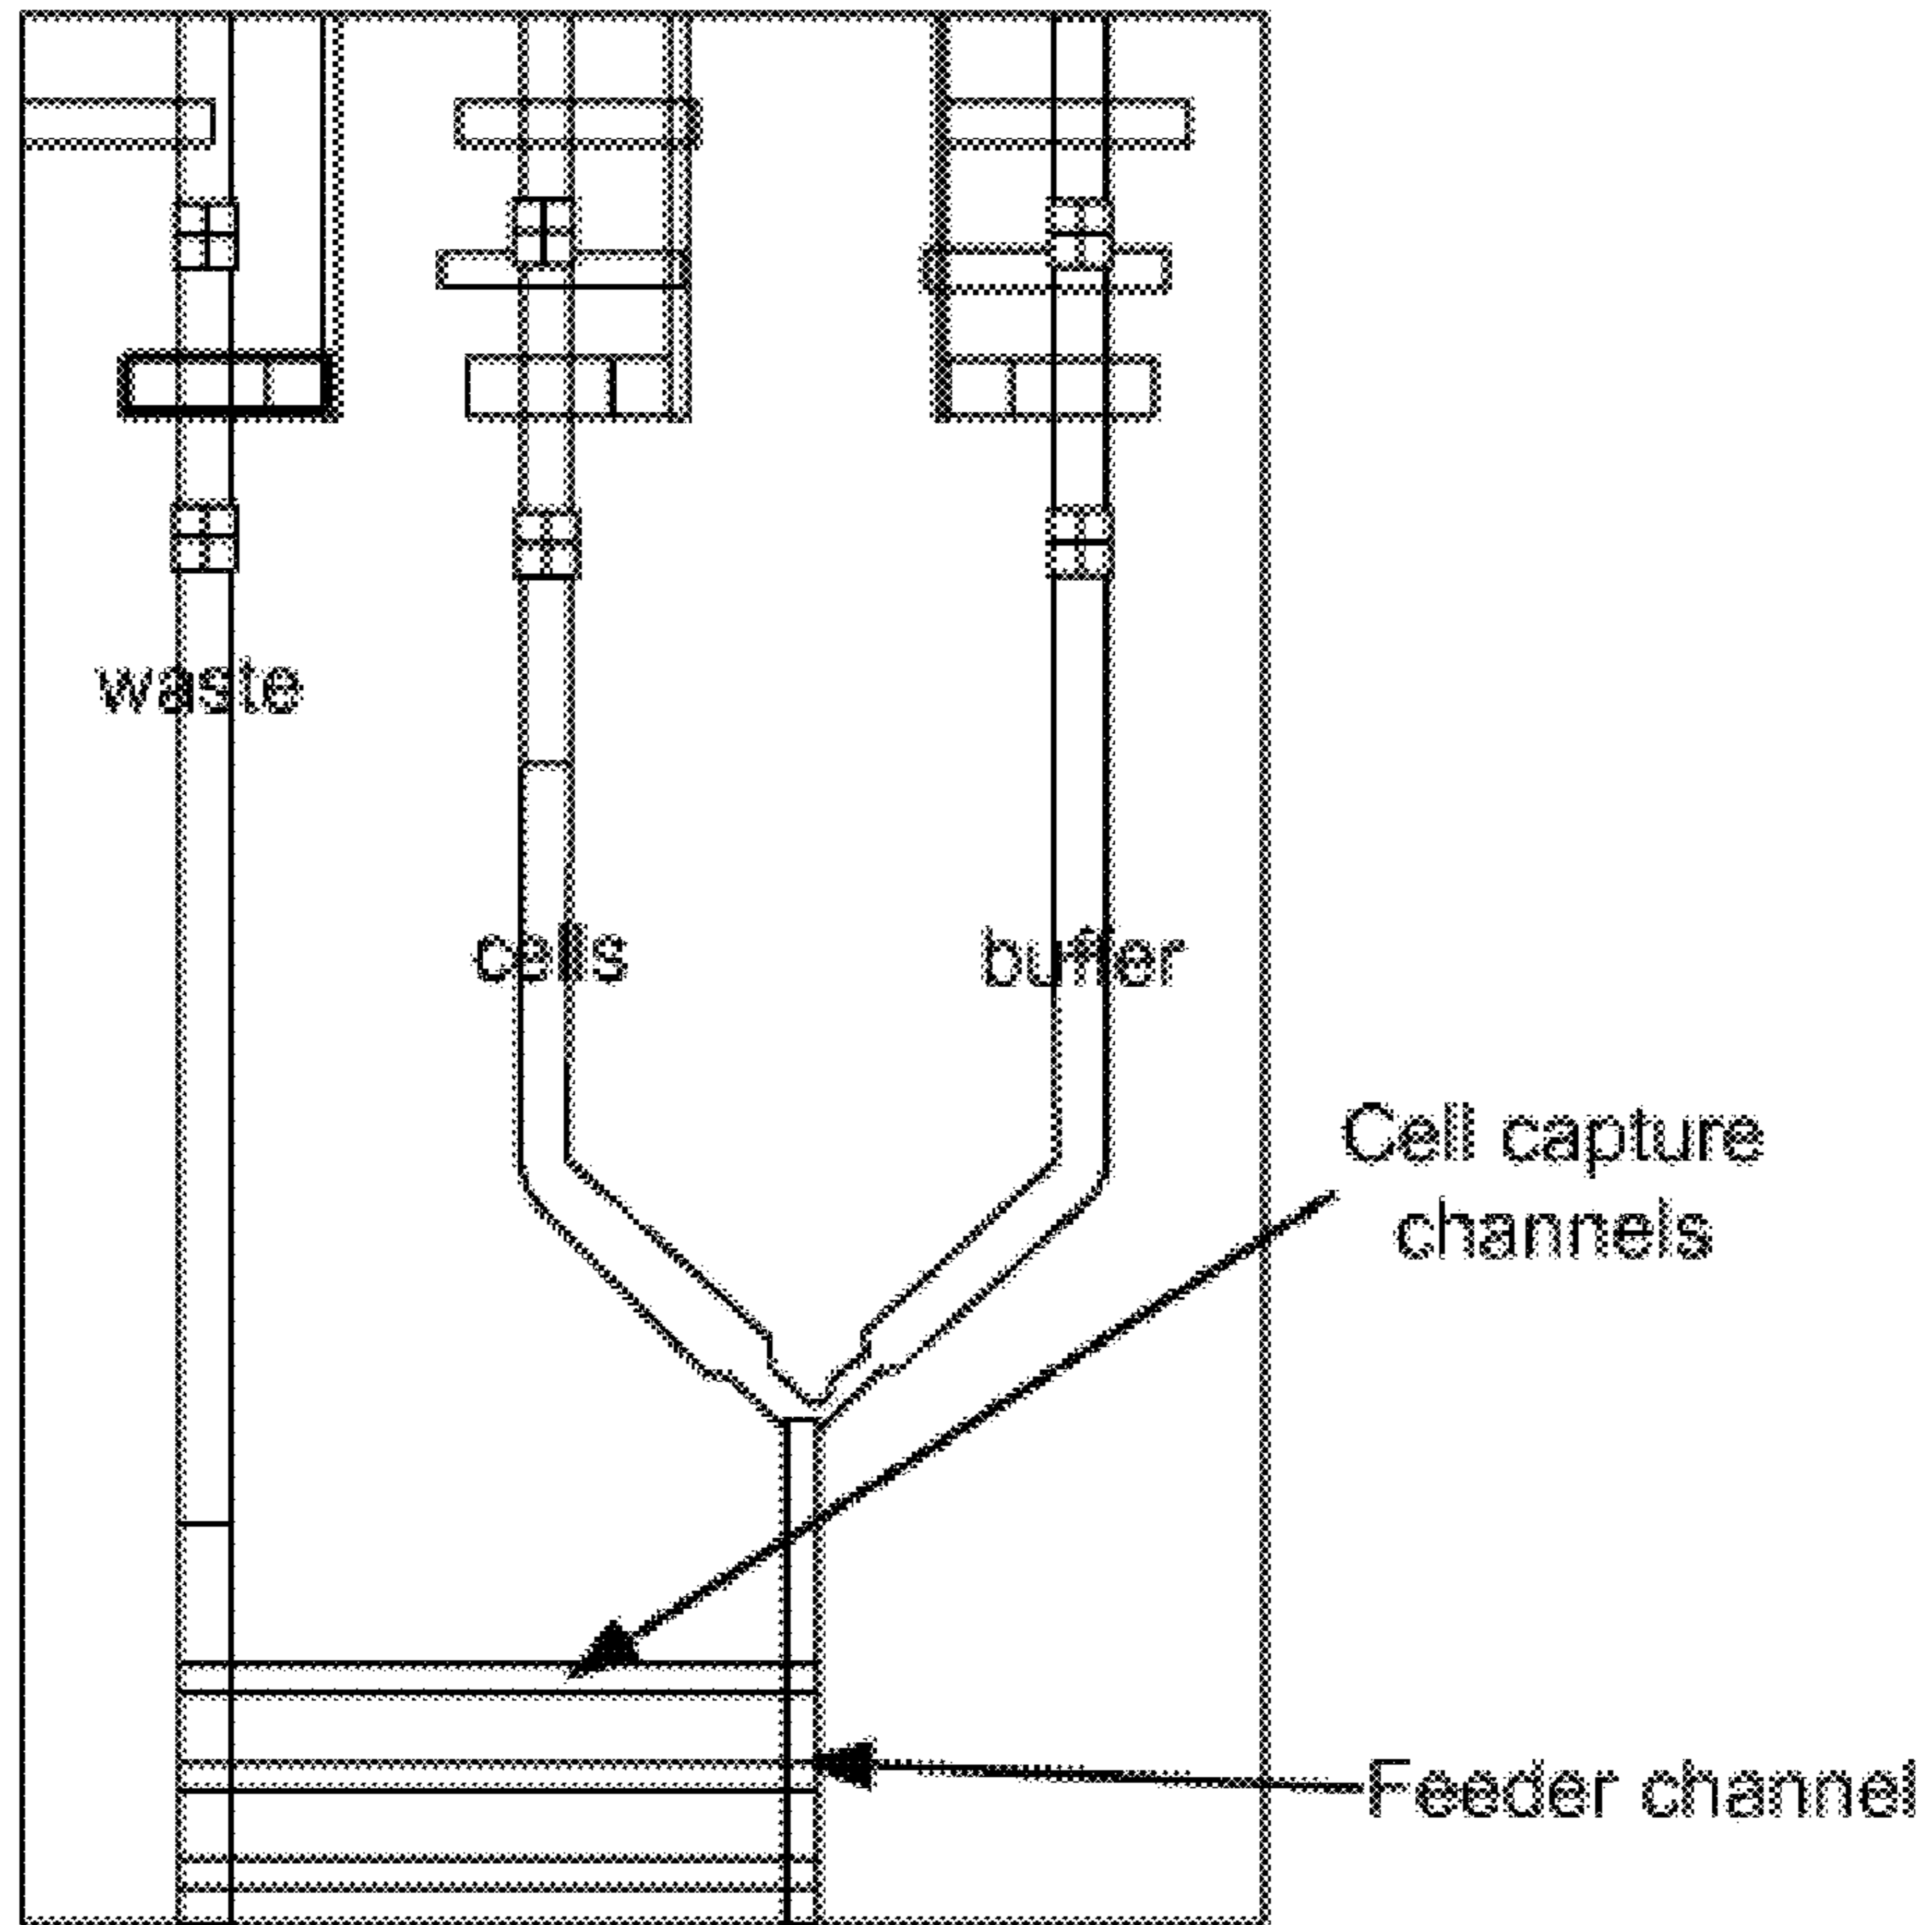 waste
cells
buffer
Cell capture
channels
Feeder channel